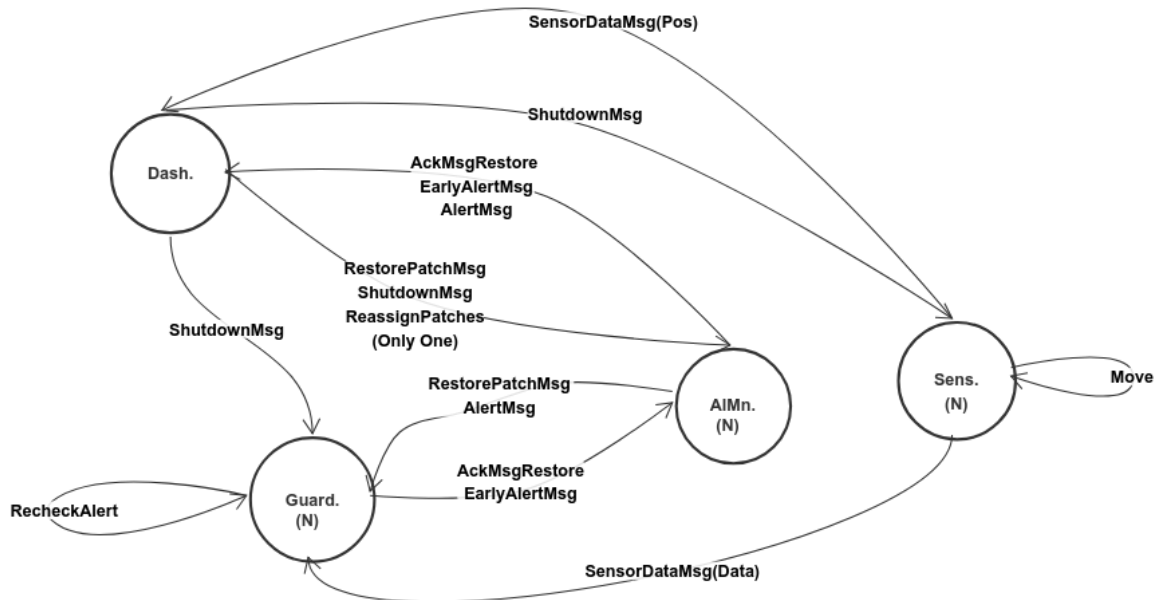 SensorDataMsg(Pos)
ShutdownMsg
AckMsgRestore
EarlyAlertMsg
AlertMsg
Dash.
RestorePatchMsg
ShutdownMsg
ReassignPatches
(Only One)
ShutdownMsg
RestorePatchMsg
AlertMsg
AlMn.
(N)
Sens.
(N)
Move
AckMsgRestore
EarlyAlertMsg
Guard.
(N)
RecheckAlert
SensorDataMsg(Data)